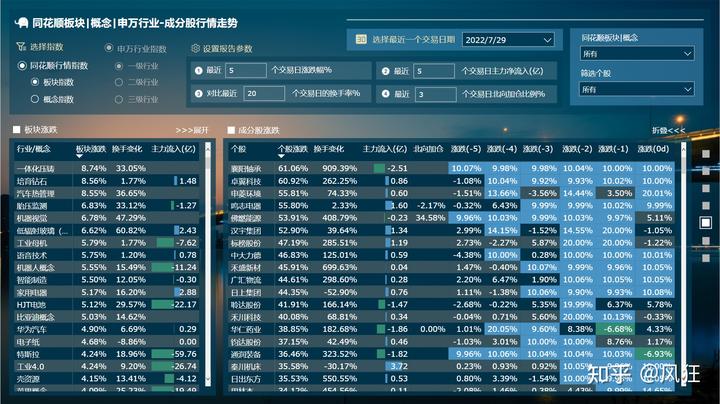 同花顺板块|概念|申万行业-成分股行情走势
选择指数
申万行业指数
同花顺行情指数
一级行业
板块指数
二级行业
概念指数
三级行业
设置报告参数
选择最近一个交易日期
2022/7/29
1 最近 5 个交易日涨跌幅%
2 最近 5 个交易日主力净流入(亿)
3 对比最近 20 个交易日的换手率%
4 最近 3 个交易日北向加仓比例%
同花顺板块|概念
所有
筛选个股
所有
板块涨跌
>>>展开
行业/概念 板块涨跌 换手变化 主力流入(亿)
一体化压铸 8.74% 33.05%
培育钻石 8.56% 1.77% 1.48
汽车热管理 8.55% 36.65%
胎压监测 6.83% 33.12% -1.27
机器视觉 6.78% 47.29%
低辐射玻璃（... 6.62% 60.82% 2.43
工业母机 5.79% 1.77% -7.62
语音技术 5.75% 1.20% 0.78
机器人概念 5.55% 15.49% -11.24
智能制造 5.50% 12.05% -0.30
家用电器 5.17% 16.20% 2.88
HJT电池 5.12% 29.57% -22.17
比亚迪概念 5.03% 14.62%
华为汽车 4.90% 6.69% 0.29
电子纸 4.68% -8.86% 0.00
特斯拉 4.24% 18.96% -59.76
工业4.0 4.24% 9.20% -26.74
壳资源 4.15% 13.41% -4.12
成分股涨跌
折叠<<<
个股 个股涨跌 换手变化 主力流入(亿) 北向加仓 涨跌(-5) 涨跌(-4) 涨跌(-3) 涨跌(-2) 涨跌(-1) 涨跌(0d)
襄阳轴承 61.06% 909.39% -2.51 10.07% 9.98% 9.98% 10.04% 10.00% 10.04%
卓翼科技 60.92% 262.25% 0.86 -1.08% 10.04% 9.92% 9.93% 10.02% 10.00%
中菱环境 55.81% 74.33% 0.60 -1.51% 13.66% -3.56% 14.44% 3.50% 20.01%
鸣志电器 55.80% 2.33% 1.60 -2.17% -0.32% 6.43% 9.99% 9.99% 10.02% 9.99%
佛燃能源 53.91% 408.79% -0.23 34.58% 9.96% 10.03% 9.99% 10.03% 9.97% 5.11%
汉宇集团 52.90% 39.64% 1.34 2.99% 14.15% -1.52% 14.55% 20.00% -1.05%
标榜股份 47.19% 285.51% 1.19 2.73% -2.27% 5.87% 20.00% 20.00% -1.22%
中大力德 46.83% 125.01% 0.59 -4.38% 10.00% 0.28% 10.00% 10.00% 10.01%
禾盛新材 45.91% 699.63% 0.04 1.47% -0.40% 10.07% 9.99% 9.96% 10.05%
广汇物流 44.61% 298.60% 0.28 2.20% 6.47% 1.90% 10.06% 10.05% 10.05%
日上集团 44.35% -52.90% 0.76 1.11% -1.38% 10.06% 9.90% 9.93% 10.08%
哈达股份 41.91% 166.14% -1.47 -2.68% -0.22% 5.35% 19.99% 6.37% 5.78%
禾川科技 40.08% 68.81% 0.34 -0.04% 0.71% 5.60% 20.00% 10.13% -0.33%
华仁药业 38.85% 182.68% -1.86 0.00% 1.01% 20.05% 9.60% 8.38% -6.68% 4.33%
钧达股份 37.15% 42.49% 0.46 -1.03% 3.01% 10.00% 10.00% 8.76% 1.17%
通润装备 36.46% 323.52% -1.82 9.96% 10.06% 10.04% 10.04% 10.03% -6.93%
秦川机床 35.58% -30.17% 3.72 0.23% 0.93% 0.92% 10.05%
日出东方 35.53% 550.55% 0.53 0.80% 3.39% -1.54% 10.00%
知乎 @风狂